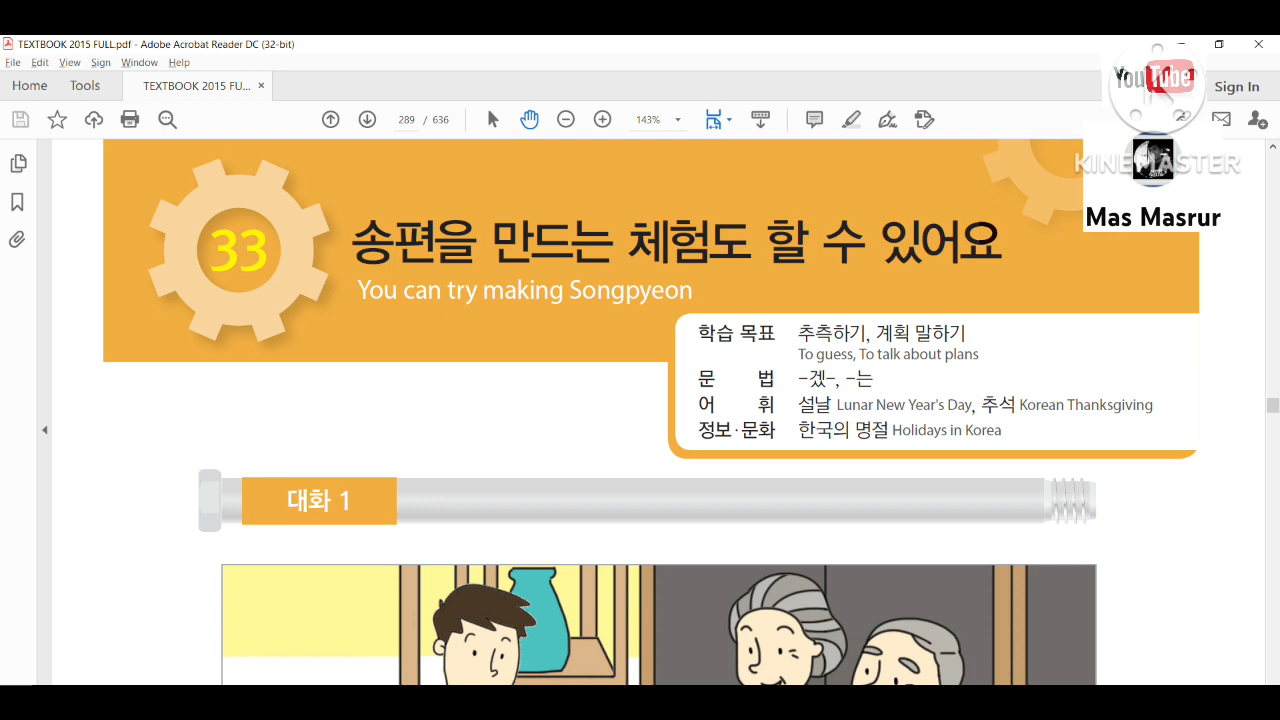 TEXTBOOK 2015 FULL.pdf - Adobe Acrobat Reader DC (32-bit)
File Edit View Sign Window Help
Home Tools TEXTBOOK 2015 FU... × Sign In
289 / 636 143%
YouTube
KINEMASTER
Mas Masrur
33
송편을 만드는 체험도 할 수 있어요
You can try making Songpyeon
학습 목표 추측하기, 계획 말하기
To guess, To talk about plans
문 법 -겠-, -는
어 휘 설날 Lunar New Year's Day, 추석 Korean Thanksgiving
정보·문화 한국의 명절 Holidays in Korea
대화 1